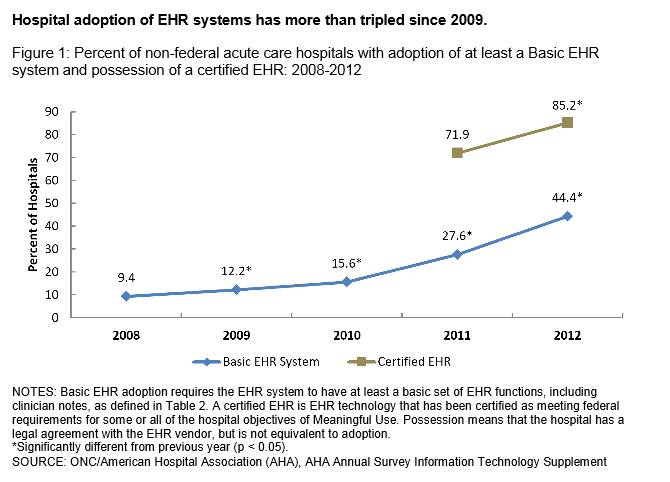 Hospital adoption of EHR systems has more than tripled since 2009.
Figure 1: Percent of non-federal acute care hospitals with adoption of at least a Basic EHR
system and possession of a certified EHR: 2008-2012
Percent of Hospitals
90
80
70
60
50
40
30
20
10
0
9.4
12.2*
15.6*
27.6*
44.4*
71.9
85.2*
2008 2009 2010 2011 2012
Basic EHR System Certified EHR
NOTES: Basic EHR adoption requires the EHR system to have at least a basic set of EHR functions, including
clinician notes, as defined in Table 2. A certified EHR is EHR technology that has been certified as meeting federal
requirements for some or all of the hospital objectives of Meaningful Use. Possession means that the hospital has a
legal agreement with the EHR vendor, but is not equivalent to adoption.
*Significantly different from previous year (p < 0.05).
SOURCE: ONC/American Hospital Association (AHA), AHA Annual Survey Information Technology Supplement